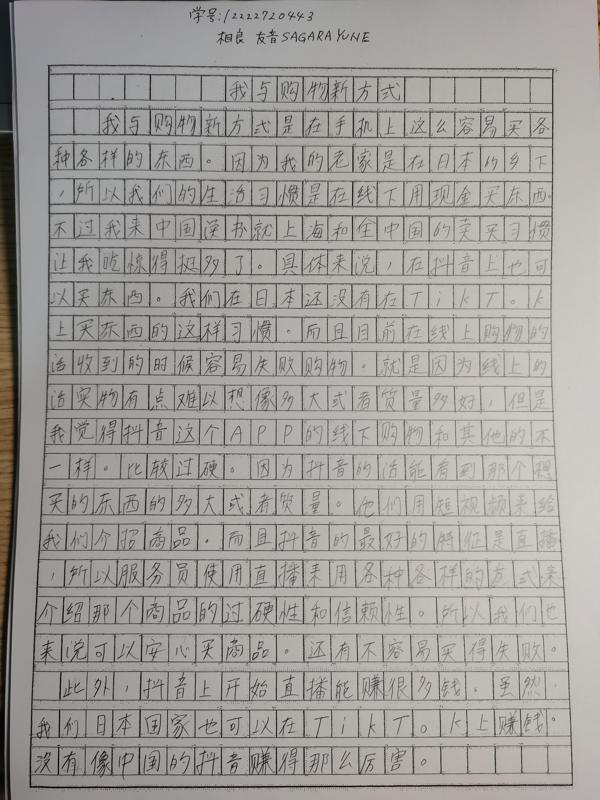 学号:12222720443
相良 友音 SAGARA YUNE
我与购物新方式
我与购物新方式是在手机上这么容易买各
种各样的东西。因为我的老家是在日本的乡下
,所以我们的生活习惯是在线下用现金买东西.
不过我来中国读书就上海和全中国的卖买习惯
让我吃惊得挺多了。具体来说,在抖音上也可
以买东西。我们在日本还没有在TikTok
上买东西的这样习惯.而且目前在线上购物的
话收到的时候容易失败购物.就是因为线上的
话实物有点难以想像多大或者质量多好,但是
我觉得抖音这个APP的线下购物和其他的不
一样。比较过硬。因为抖音的话能看到那个想
买的东西的多大或者质量。他们用短视频来给
我们介招商品.而且抖音的最好的特征是直播
,所以服务员使用直播来用各种各样的方式来
介绍那个商品的过硬性和信赖性。所以我们也
来说可以安心买商品。还有不容易买得失败。
此外,抖音上开始直播能赚很多钱.虽然.
我们日本国家也可以在TikTok上赚钱.
没有像中国的抖音赚得那么厉害。